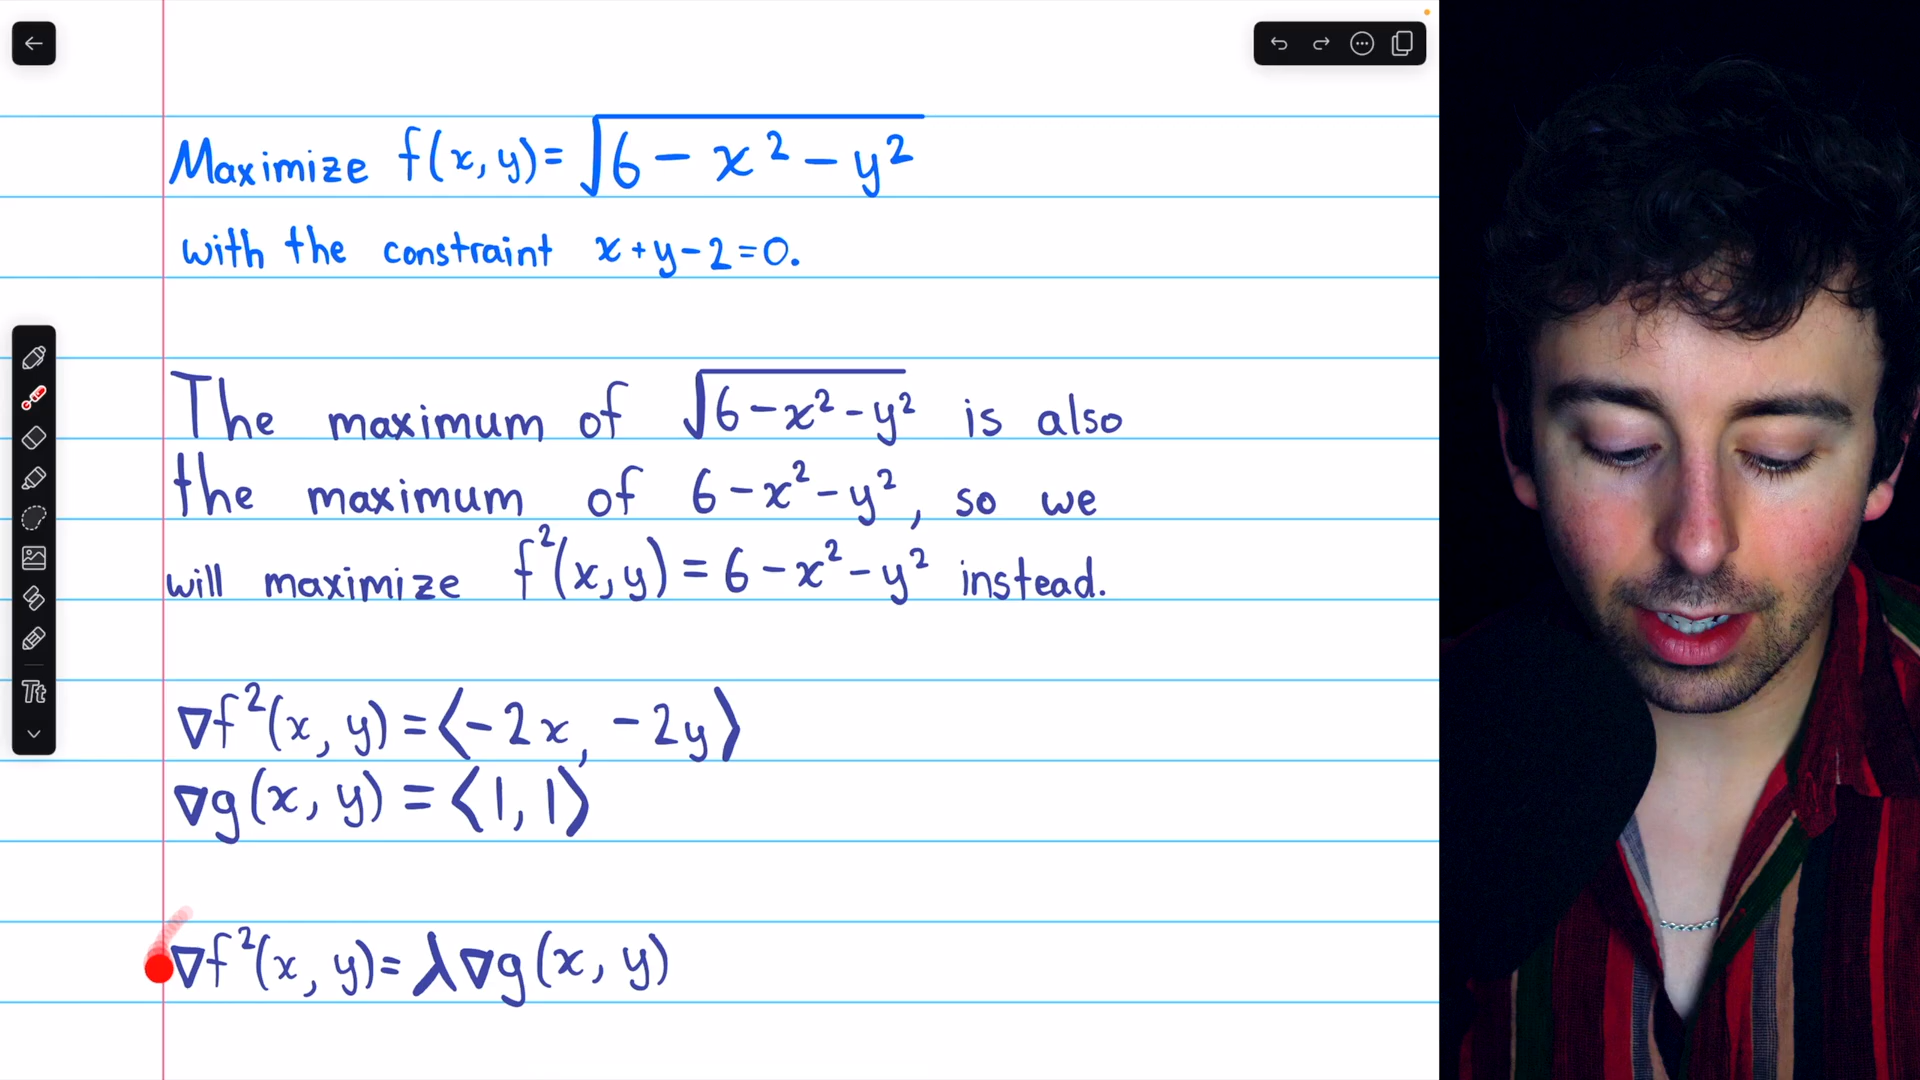 Maximize f(x, y) = √6 − x² − y²
with the constraint x + y − 2 = 0.
The maximum of √6 − x² − y² is also
the maximum of 6 − x² − y², so we
will maximize f²(x, y) = 6 − x² − y² instead.
∇f²(x, y) = ⟨−2x, −2y⟩
∇g(x, y) = ⟨1, 1⟩
∇f²(x, y) = λ∇g(x, y)
Tt